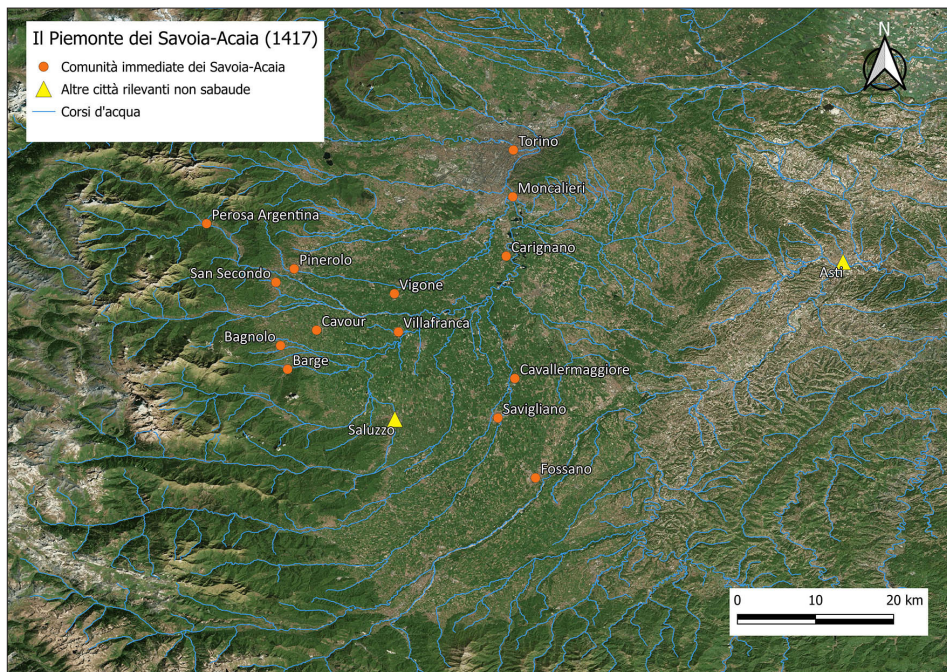 Il Piemonte dei Savoia-Acaia (1417)
Comunità immediate dei Savoia-Acaia
Altre città rilevanti non sabaude
Corsi d'acqua
N
Torino
Moncalieri
Perosa Argentina
Carignano
Pinerolo
San Secondo
Asti
Vigone
Cavour
Villafranca
Bagnolo
Barge
Cavallermaggiore
Savigliano
Saluzzo
Fossano
0 10 20 km